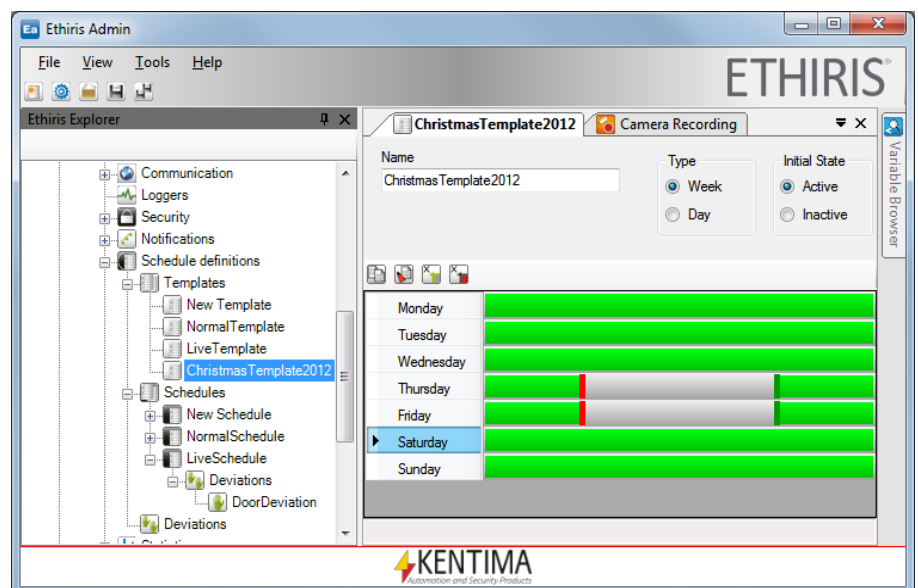 Ea Ethiris Admin
File View Tools Help
ETHIRIS®
Ethiris Explorer
Communication
Loggers
Security
Notifications
Schedule definitions
Templates
New Template
NormalTemplate
LiveTemplate
ChristmasTemplate2012
Schedules
New Schedule
NormalSchedule
LiveSchedule
Deviations
DoorDeviation
Deviations
ChristmasTemplate2012 Camera Recording
Name
ChristmasTemplate2012
Type
Week
Day
Initial State
Active
Inactive
Monday
Tuesday
Wednesday
Thursday
Friday
Saturday
Sunday
Variable Browser
KENTIMA
Automation and Security Products